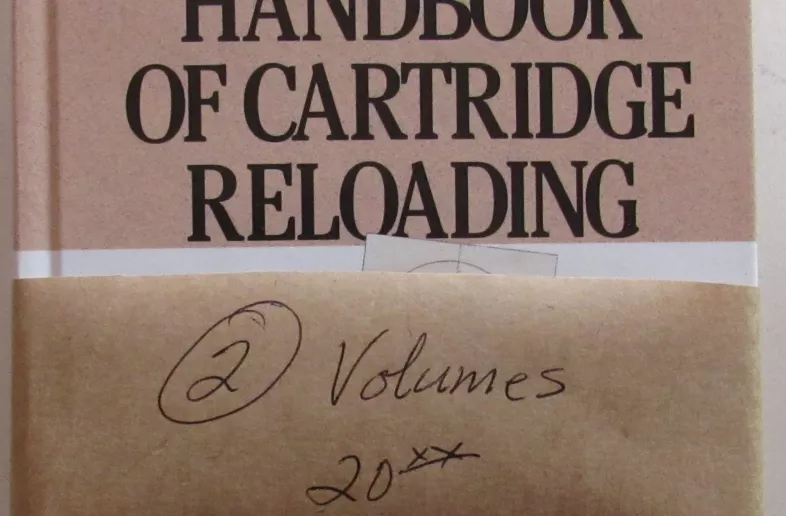 HANDBOOK
OF CARTRIDGE
RELOADING
2 Volumes
20xx